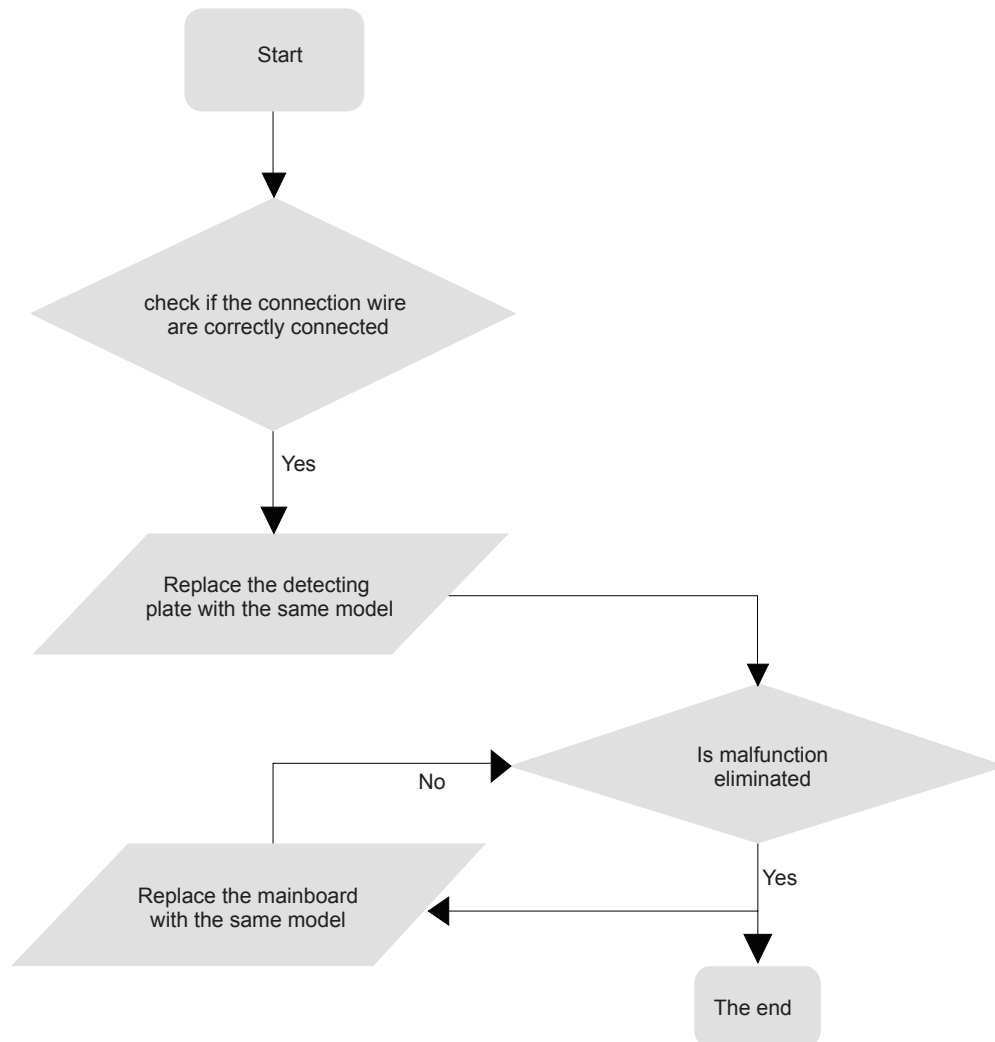 Start
check if the connection wire
are correctly connected
Yes
Replace the detecting
plate with the same model
Is malfunction
eliminated
No
Yes
Replace the mainboard
with the same model
The end